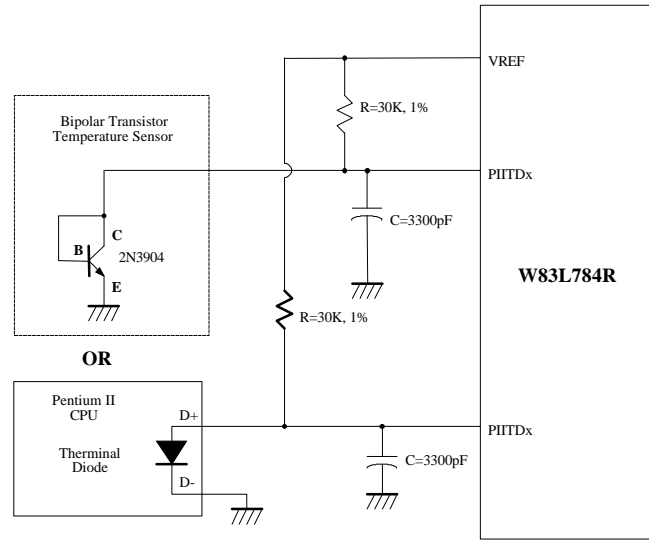 VREF
R=30K, 1%
Bipolar Transistor
Temperature Sensor
PIITDx
C
B
2N3904
E
C=3300pF
W83L784R
R=30K, 1%
OR
Pentium II
CPU
D+
PIITDx
Therminal
Diode
D-
C=3300pF